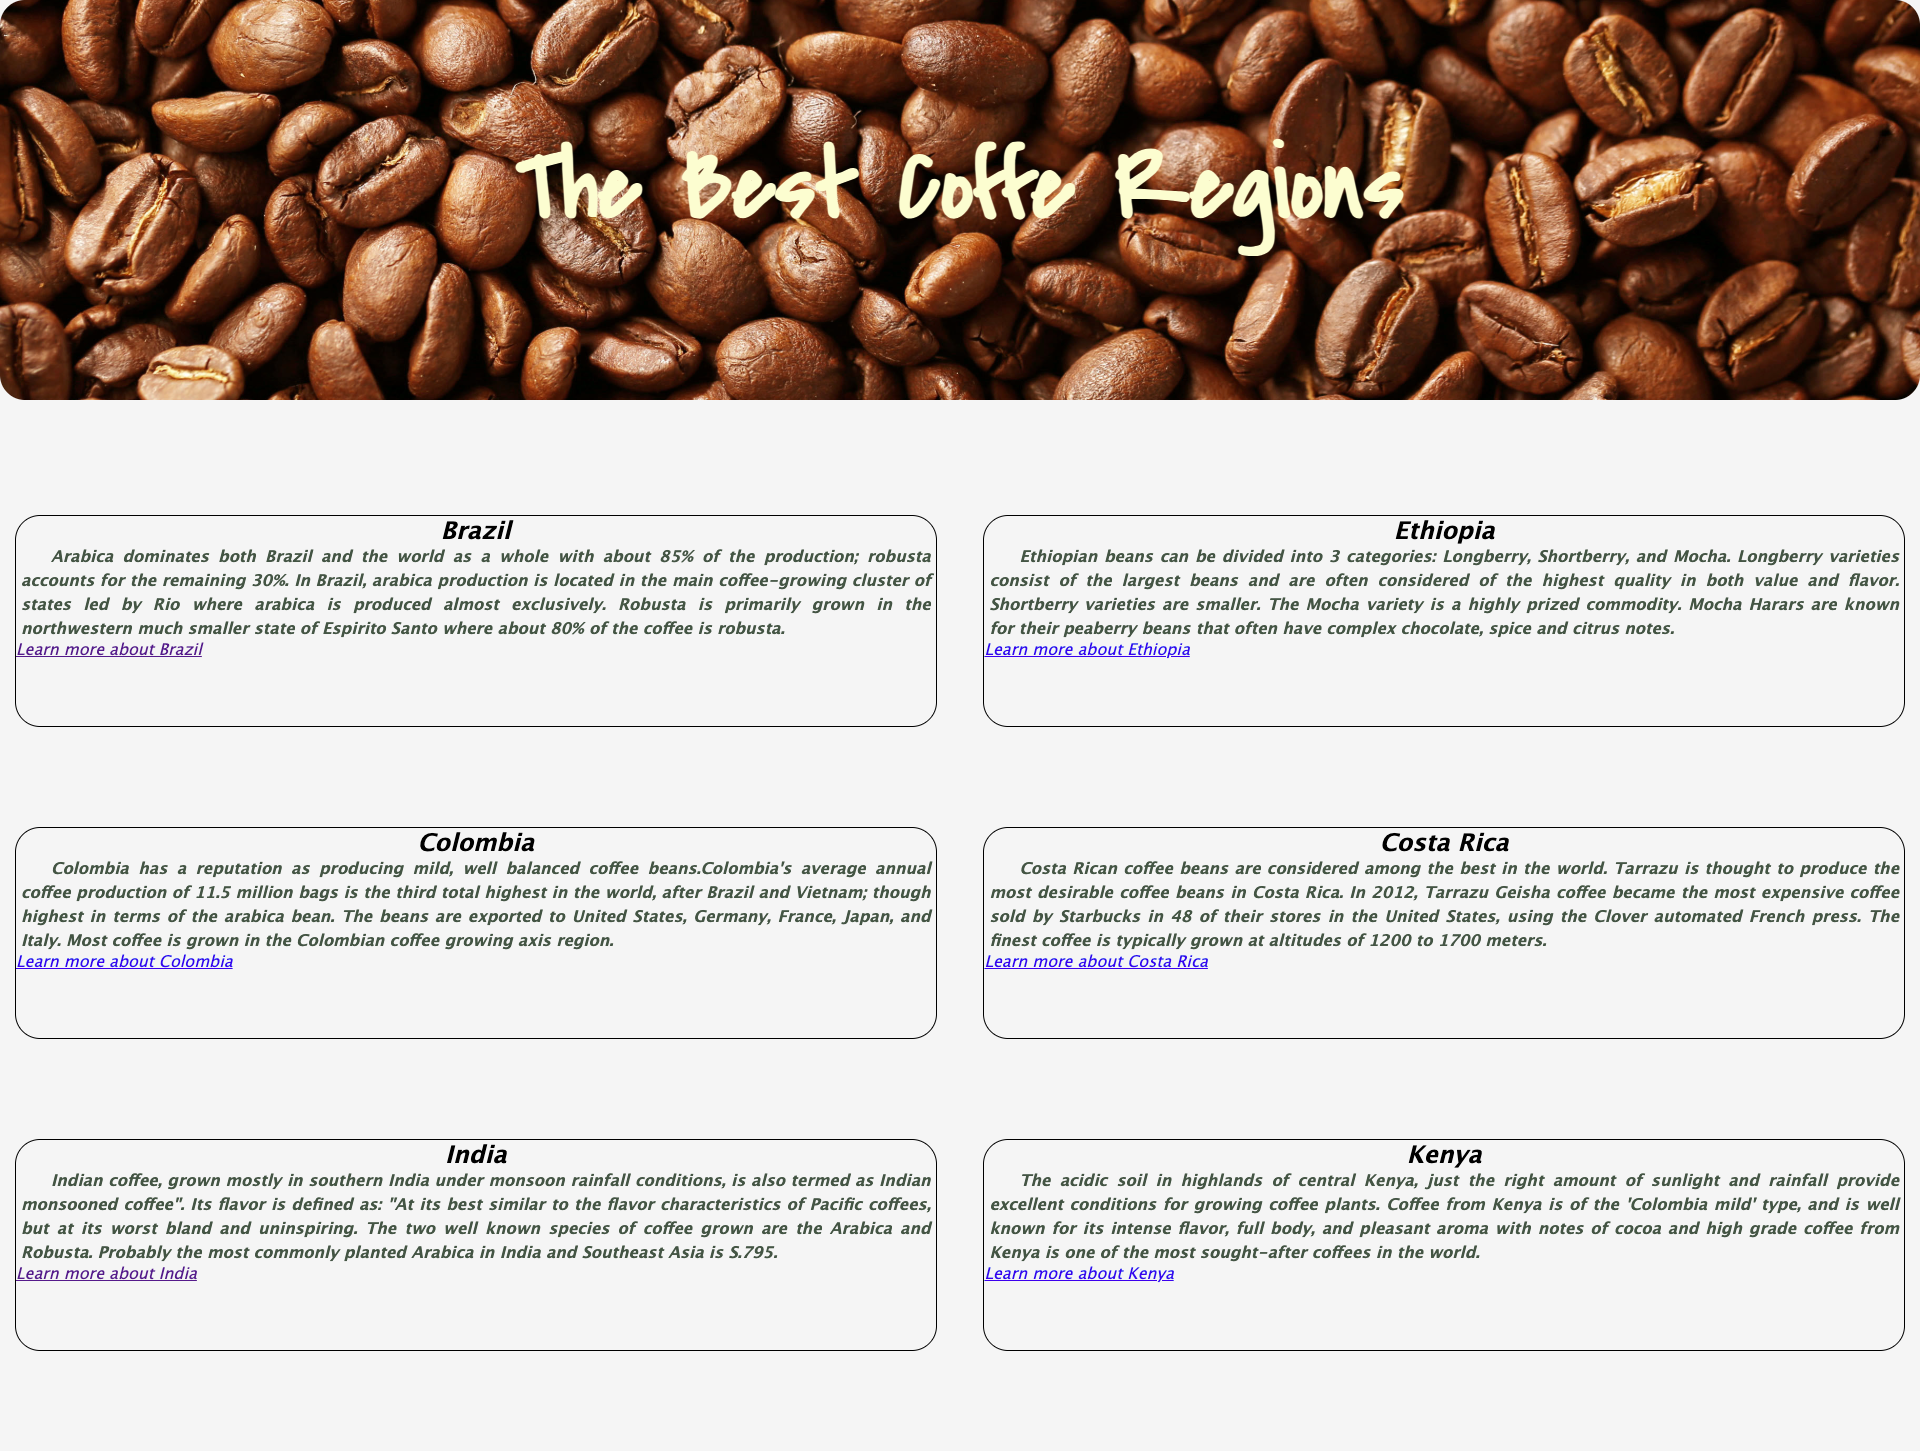 The Best Coffe Regions
Brazil
Arabica dominates both Brazil and the world as a whole with about 85% of the production; robusta
accounts for the remaining 30%. In Brazil, arabica production is located in the main coffee-growing cluster of
states led by Rio where arabica is produced almost exclusively. Robusta is primarily grown in the
northwestern much smaller state of Espirito Santo where about 80% of the coffee is robusta.
Learn more about Brazil
Ethiopia
Ethiopian beans can be divided into 3 categories: Longberry, Shortberry, and Mocha. Longberry varieties
consist of the largest beans and are often considered of the highest quality in both value and flavor.
Shortberry varieties are smaller. The Mocha variety is a highly prized commodity. Mocha Harars are known
for their peaberry beans that often have complex chocolate, spice and citrus notes.
Learn more about Ethiopia
Colombia
Colombia has a reputation as producing mild, well balanced coffee beans.Colombia's average annual
coffee production of 11.5 million bags is the third total highest in the world, after Brazil and Vietnam; though
highest in terms of the arabica bean. The beans are exported to United States, Germany, France, Japan, and
Italy. Most coffee is grown in the Colombian coffee growing axis region.
Learn more about Colombia
Costa Rica
Costa Rican coffee beans are considered among the best in the world. Tarrazu is thought to produce the
most desirable coffee beans in Costa Rica. In 2012, Tarrazu Geisha coffee became the most expensive coffee
sold by Starbucks in 48 of their stores in the United States, using the Clover automated French press. The
finest coffee is typically grown at altitudes of 1200 to 1700 meters.
Learn more about Costa Rica
India
Indian coffee, grown mostly in southern India under monsoon rainfall conditions, is also termed as Indian
monsooned coffee". Its flavor is defined as: "At its best similar to the flavor characteristics of Pacific coffees,
but at its worst bland and uninspiring. The two well known species of coffee grown are the Arabica and
Robusta. Probably the most commonly planted Arabica in India and Southeast Asia is S.795.
Learn more about India
Kenya
The acidic soil in highlands of central Kenya, just the right amount of sunlight and rainfall provide
excellent conditions for growing coffee plants. Coffee from Kenya is of the 'Colombia mild' type, and is well
known for its intense flavor, full body, and pleasant aroma with notes of cocoa and high grade coffee from
Kenya is one of the most sought-after coffees in the world.
Learn more about Kenya